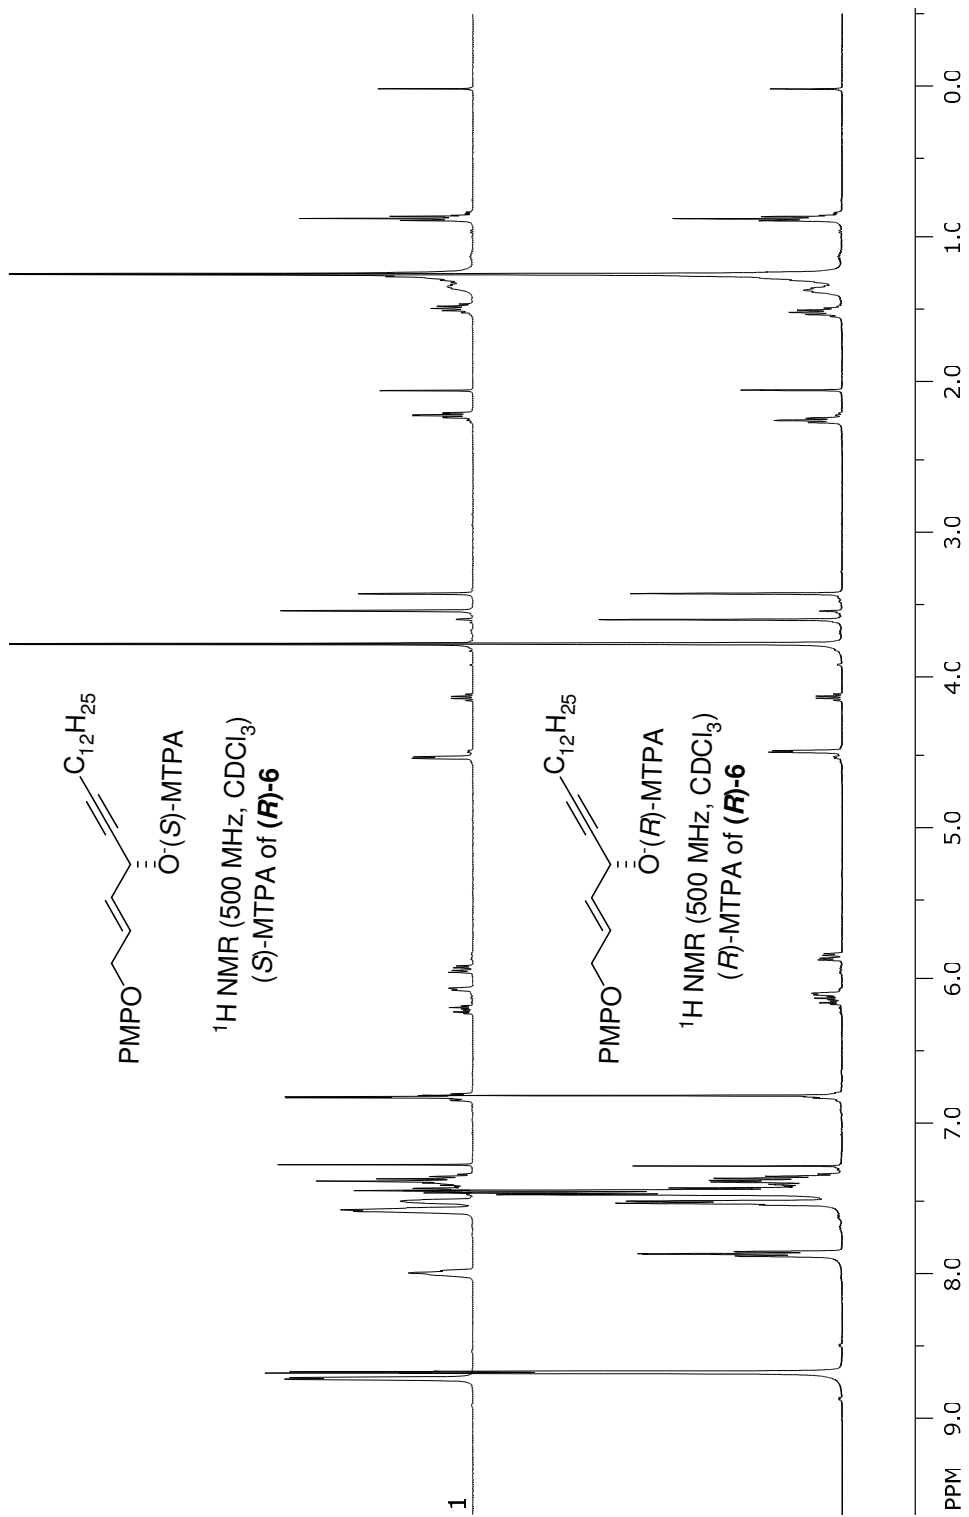 PMPO
C12H25
O-(S)-MTPA
1H NMR (500 MHz, CDCl3)
(S)-MTPA of (R)-6
1
PMPO
C12H25
O-(R)-MTPA
1H NMR (500 MHz, CDCl3)
(R)-MTPA of (R)-6
PPM 9.0 8.0 7.0 6.0 5.0 4.0 3.0 2.0 1.0 0.0